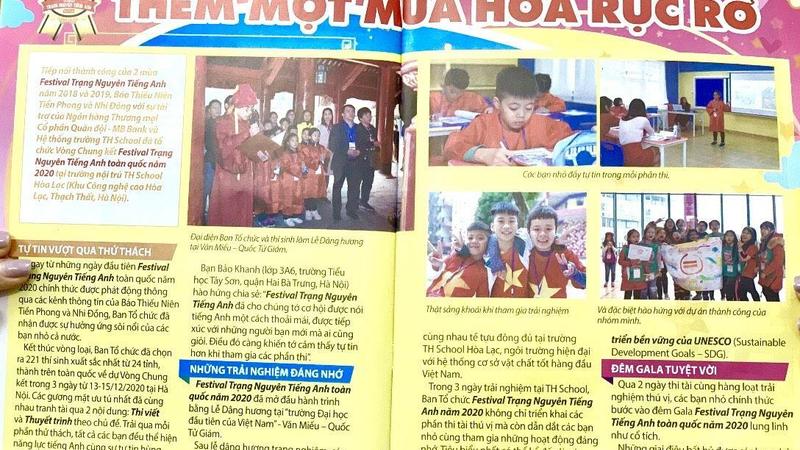 THÊM MỘT MÙA HOA RỰC RỠ
Tiếp nối thành công của 2 mùa
Festival Trạng Nguyên Tiếng Anh
năm 2018 và 2019, Báo Thiếu Niên
Tiền Phong và Nhi Đồng với sự tài
trợ của Ngân hàng Thương mại
Cổ phần Quân đội - MB Bank và
Hệ thống trường TH School đã tổ
chức Vòng Chung kết Festival Trạng
Nguyên Tiếng Anh toàn quốc năm
2020 tại trường nội trú TH School
Hòa Lạc (Khu Công nghệ cao Hòa
Lạc, Thạch Thất, Hà Nội).
TỰ TIN VƯỢT QUA THỬ THÁCH
gay từ những ngày đầu tiên Festival
ng Nguyên Tiếng Anh toàn quốc năm
2020 chính thức được phát động thông
qua các kênh thông tin của Báo Thiếu Niên
Tiền Phong và Nhi Đồng, Ban Tổ chức đã
nhận được sự hưởng ứng sôi nổi của các
bạn nhỏ cả nước.
Kết thúc vòng loại, Ban Tổ chức đã chọn
ra 221 thí sinh xuất sắc nhất từ 24 tỉnh,
thành trên toàn quốc về dự Vòng Chung
kết trong 3 ngày từ 13-15/12/2020 tại Hà
Nội. Các gương mặt ưu tú nhất đã cùng
nhau tranh tài qua 2 nội dung: Thi viết
và Thuyết trình theo chủ đề. Trải qua mỗi
phần thử thách, tất cả các bạn đều thể hiện
năng lực tiếng Anh cùng sự tự tin hùng
Đại diện Ban Tổ chức và thí sinh làm Lễ Dâng hương
tại Văn Miếu – Quốc Tử Giám.
Bạn Bảo Khanh (lớp 3A6, trường Tiểu
học Tây Sơn, quận Hai Bà Trưng, Hà Nội)
hào hứng chia sẻ: "Festival Trạng Nguyên
Tiếng Anh đã cho chúng tớ cơ hội được nói
tiếng Anh một cách thoải mái, được tiếp
xúc với những người bạn mới mà ai cũng
giỏi. Điều đó càng khiến tớ cảm thấy tự tin
hơn khi tham gia các phần thi".
NHỮNG TRẢI NGHIỆM ĐÁNG NHỚ
Festival Trạng Nguyên Tiếng Anh toàn
quốc năm 2020 đã mở đầu hành trình
bằng Lễ Dâng hương tại "trường Đại học
đầu tiên của Việt Nam" - Văn Miếu – Quốc
Tử Giám.
Sau lễ dâng hương trang nghiêm, các
Các bạn nhỏ đầy tự tin trong mỗi phần thi.
Thật sảng khoái khi tham gia trải nghiệm
Và đặc biệt hào hứng với dự án thành công của
nhóm mình.
cùng nhau tề tựu đông đủ tại trường
TH School Hòa Lạc, ngôi trường hiện đại
với hệ thống cơ sở vật chất tốt hàng đầu
Việt Nam.
Trong 3 ngày trải nghiệm tại TH School,
Ban Tổ chức Festival Trạng Nguyên Tiếng
Anh năm 2020 không chỉ triển khai các
phần thi tài thú vị mà còn dẫn dắt các bạn
nhỏ cùng tham gia những hoạt động đáng
triển bền vững của UNESCO (Sustainable
Development Goals – SDG).
ĐÊM GALA TUYỆT VỜI
Qua 2 ngày thi tài cùng hàng loạt trải
nghiệm thú vị, các bạn nhỏ chính thức
bước vào đêm Gala Festival Trạng Nguyên
Tiếng Anh toàn quốc năm 2020 lung linh
như cổ tích.